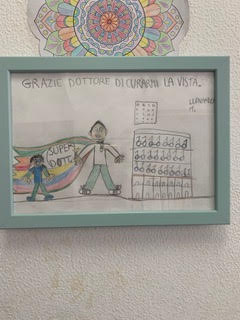 GRAZIE DOTTORE DI CURARMI LA VISTA.
SUPER
DOTT.